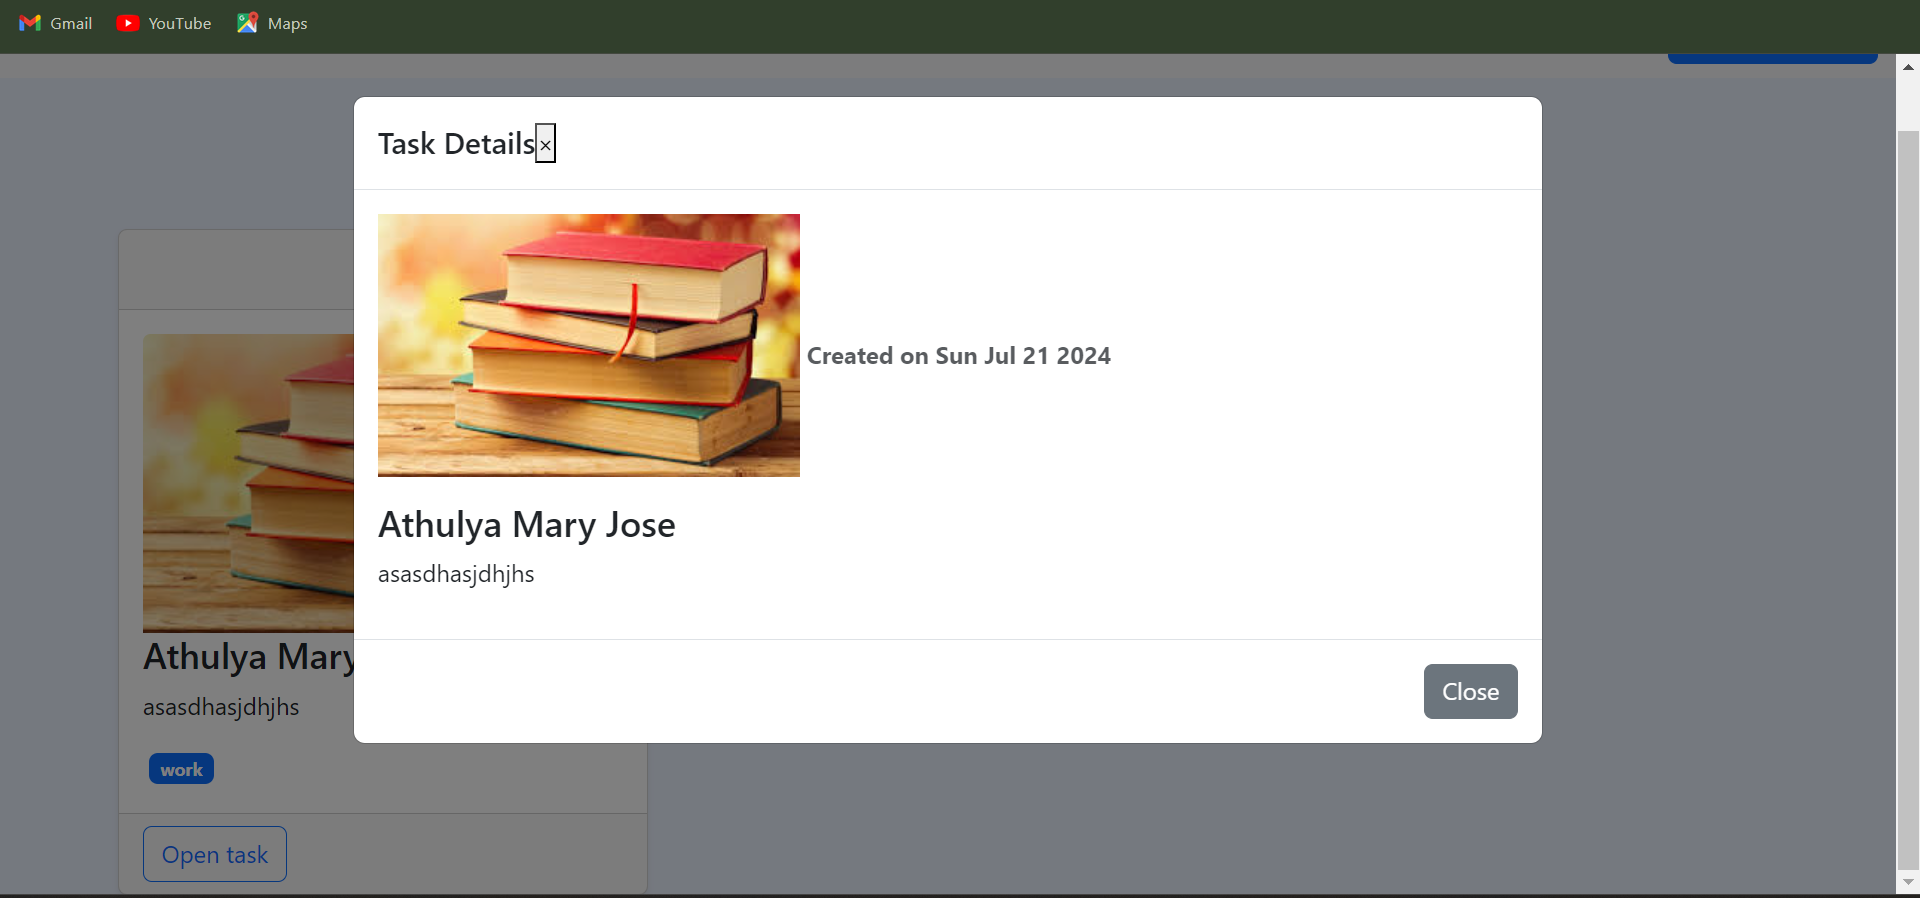 Gmail YouTube Maps
Task Details×
Created on Sun Jul 21 2024
Athulya Mary Jose
asasdhasjdhjhs
Close
Athulya Mary
asasdhasjdhjhs
work
Open task